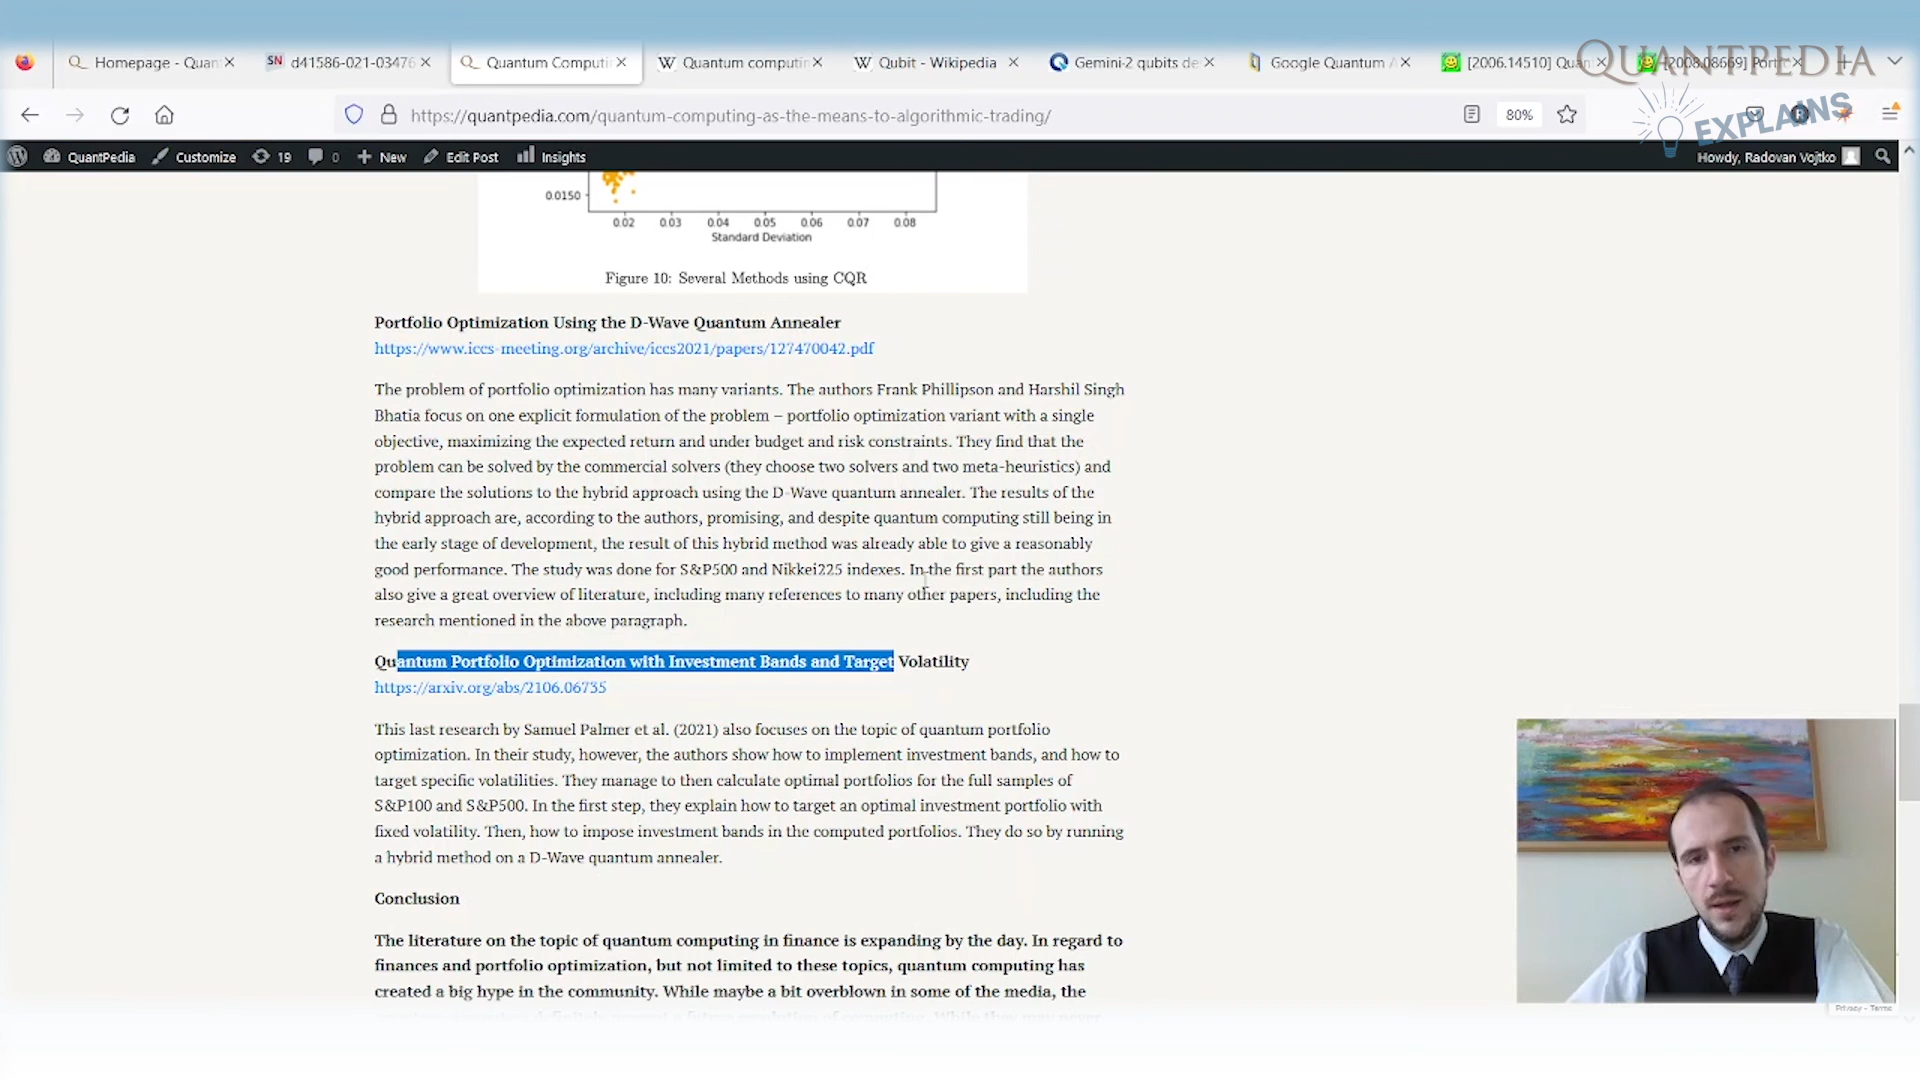 QUANTPEDIA
EXPLAINS
Homepage - Quan
SN d41586-021-03476
Quantum Computi
W Quantum computin
W Qubit - Wikipedia
Gemini-2 qubits de
Google Quantum A
[2006.14510] Quan
[2008.08669] Portfo
https://quantpedia.com/quantum-computing-as-the-means-to-algorithmic-trading/
80%
QuantPedia
Customize
19
0
New
Edit Post
Insights
Howdy, Radovan Vojtko
0.0150
0.02 0.03 0.04 0.05 0.06 0.07 0.08
Standard Deviation
Figure 10: Several Methods using CQR
Portfolio Optimization Using the D-Wave Quantum Annealer
https://www.iccs-meeting.org/archive/iccs2021/papers/127470042.pdf
The problem of portfolio optimization has many variants. The authors Frank Phillipson and Harshil Singh
Bhatia focus on one explicit formulation of the problem – portfolio optimization variant with a single
objective, maximizing the expected return and under budget and risk constraints. They find that the
problem can be solved by the commercial solvers (they choose two solvers and two meta-heuristics) and
compare the solutions to the hybrid approach using the D-Wave quantum annealer. The results of the
hybrid approach are, according to the authors, promising, and despite quantum computing still being in
the early stage of development, the result of this hybrid method was already able to give a reasonably
good performance. The study was done for S&P500 and Nikkei225 indexes. In the first part the authors
also give a great overview of literature, including many references to many other papers, including the
research mentioned in the above paragraph.
Quantum Portfolio Optimization with Investment Bands and Target Volatility
https://arxiv.org/abs/2106.06735
This last research by Samuel Palmer et al. (2021) also focuses on the topic of quantum portfolio
optimization. In their study, however, the authors show how to implement investment bands, and how to
target specific volatilities. They manage to then calculate optimal portfolios for the full samples of
S&P100 and S&P500. In the first step, they explain how to target an optimal investment portfolio with
fixed volatility. Then, how to impose investment bands in the computed portfolios. They do so by running
a hybrid method on a D-Wave quantum annealer.
Conclusion
The literature on the topic of quantum computing in finance is expanding by the day. In regard to
finances and portfolio optimization, but not limited to these topics, quantum computing has
created a big hype in the community. While maybe a bit overblown in some of the media, the
Privacy - Terms